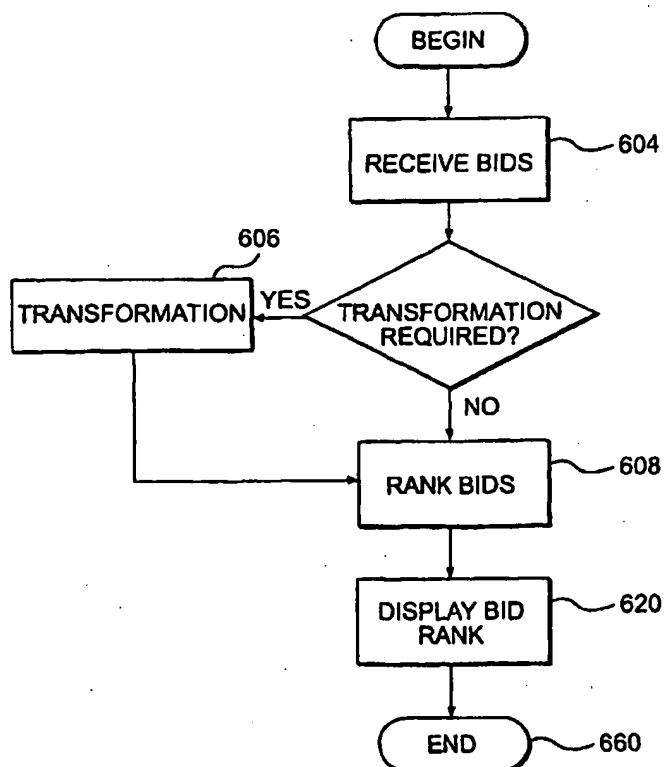 BEGIN
RECEIVE BIDS
604
606
TRANSFORMATION
YES
TRANSFORMATION
REQUIRED?
NO
RANK BIDS
608
DISPLAY BID
RANK
620
END
660